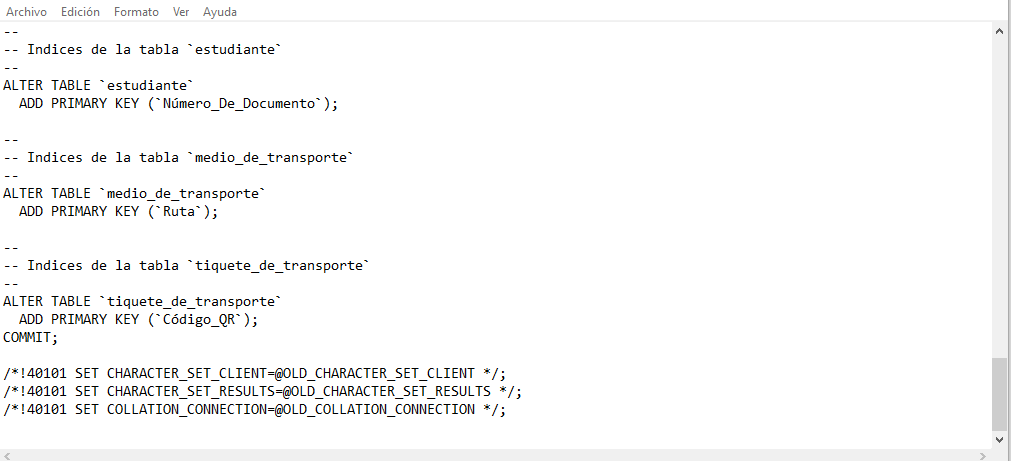 Archivo Edición Formato Ver Ayuda
--
-- Indices de la tabla `estudiante`
--
ALTER TABLE `estudiante`
  ADD PRIMARY KEY (`Número_De_Documento`);

--
-- Indices de la tabla `medio_de_transporte`
--
ALTER TABLE `medio_de_transporte`
  ADD PRIMARY KEY (`Ruta`);

--
-- Indices de la tabla `tiquete_de_transporte`
--
ALTER TABLE `tiquete_de_transporte`
  ADD PRIMARY KEY (`Código_QR`);
COMMIT;

/*!40101 SET CHARACTER_SET_CLIENT=@OLD_CHARACTER_SET_CLIENT */;
/*!40101 SET CHARACTER_SET_RESULTS=@OLD_CHARACTER_SET_RESULTS */;
/*!40101 SET COLLATION_CONNECTION=@OLD_COLLATION_CONNECTION */;